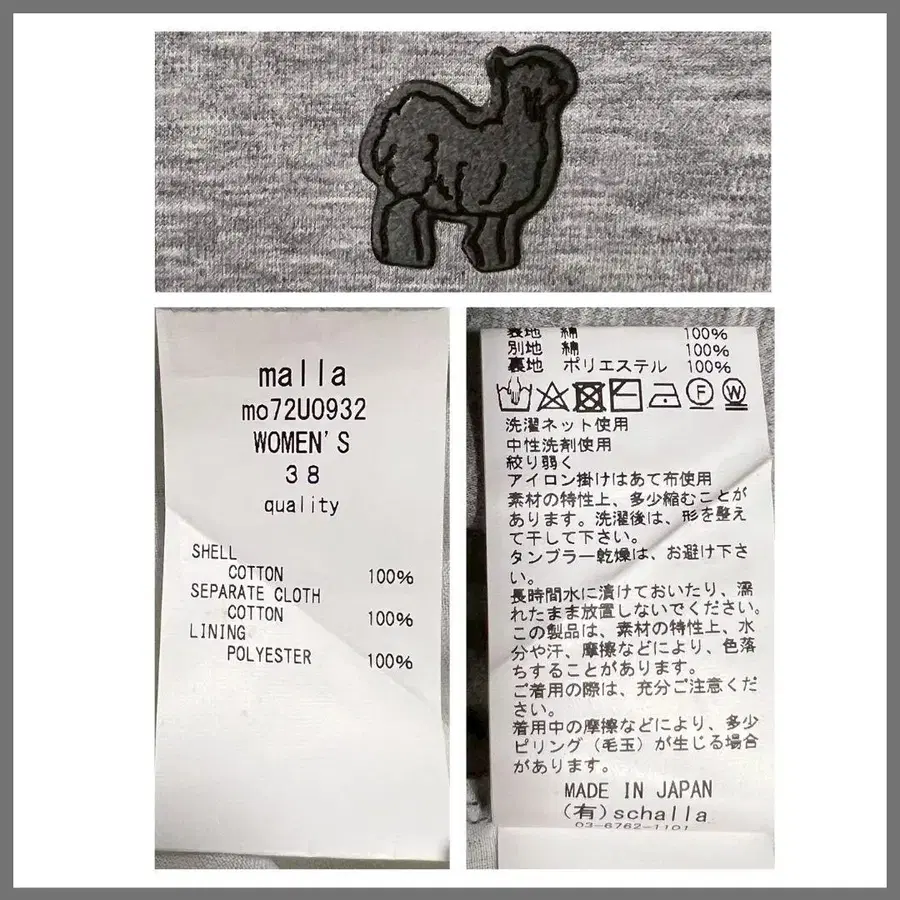 malla
mo72U0932
WOMEN'S
38
quality
SHELL
COTTON 100%
SEPARATE CLOTH
COTTON 100%
LINING
POLYESTER 100%
綿 100%
別地 綿 100%
裏地 ポリエステル 100%
F W
洗濯ネット使用
中性洗剤使用
絞り弱く
アイロン掛けはあて布使用
素材の特性上、多少縮むことが
あります。洗濯後は、形を整え
て干して下さい。
タンブラー乾燥は、お避け下さ
い。
長時間水に漬けておいたり、濡
れたまま放置しないでください。
この製品は、素材の特性上、水
分や汗、摩擦などにより、色落
ちすることがあります。
ご着用の際は、充分ご注意くだ
さい。
着用中の摩擦などにより、多少
ピリング（毛玉）が生じる場合
があります。
MADE IN JAPAN
(有)schalla
03-6762-1101